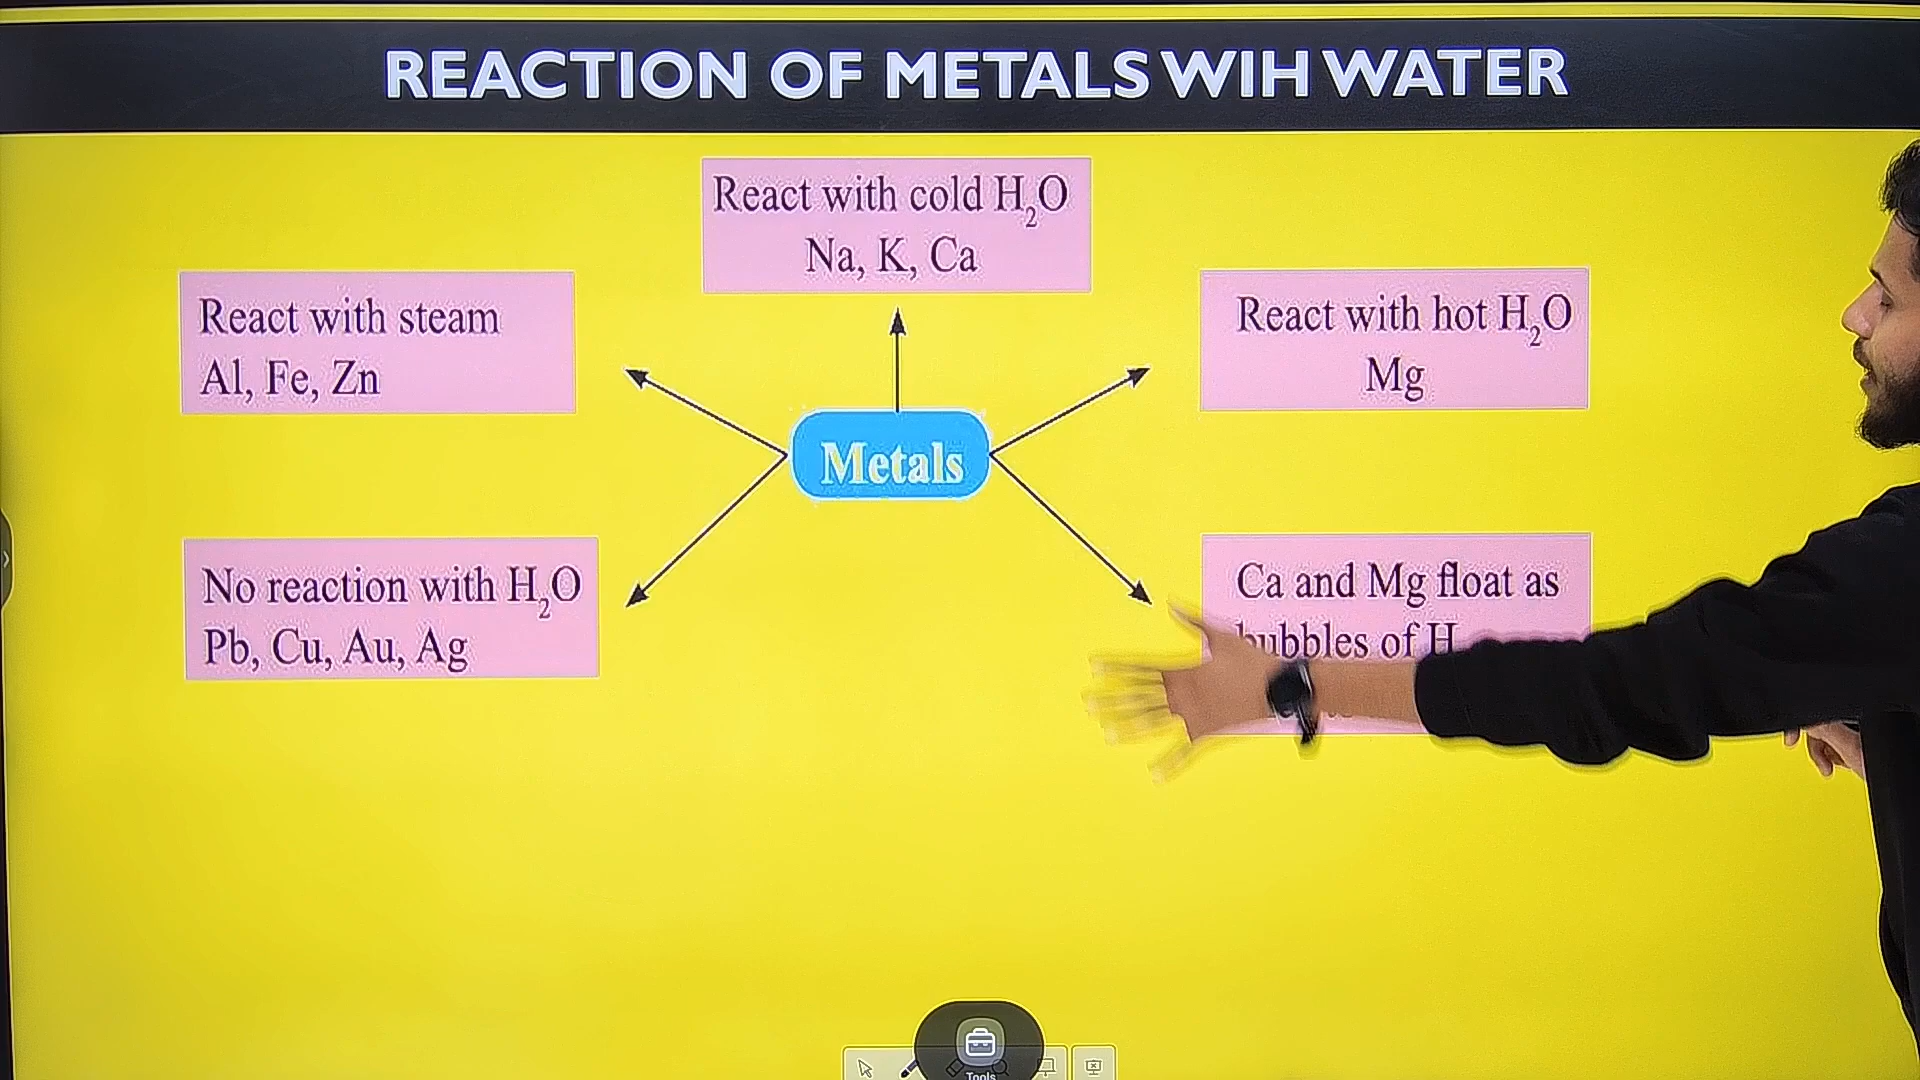 REACTION OF METALS WIH WATER
React with cold H₂O
Na, K, Ca
React with steam
Al, Fe, Zn
React with hot H₂O
Mg
Metals
No reaction with H₂O
Pb, Cu, Au, Ag
Ca and Mg float as
bubbles of H
Tools